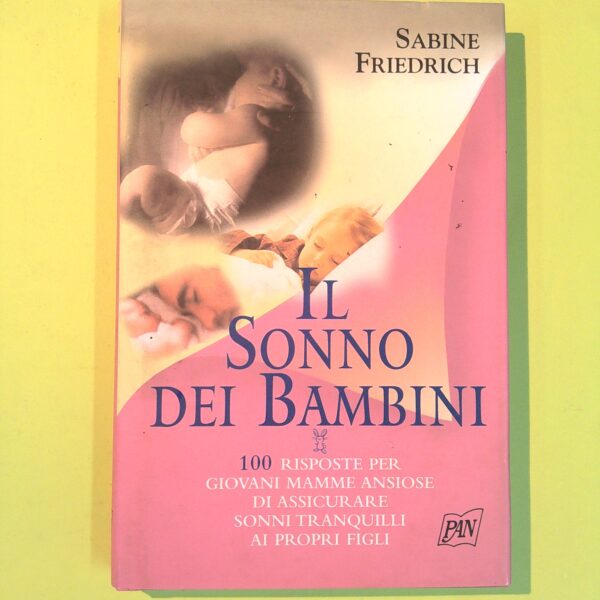 SABINE
FRIEDRICH
IL
SONNO
DEI BAMBINI
100 RISPOSTE PER
GIOVANI MAMME ANSIOSE
DI ASSICURARE
SONNI TRANQUILLI
AI PROPRI FIGLI
PAN